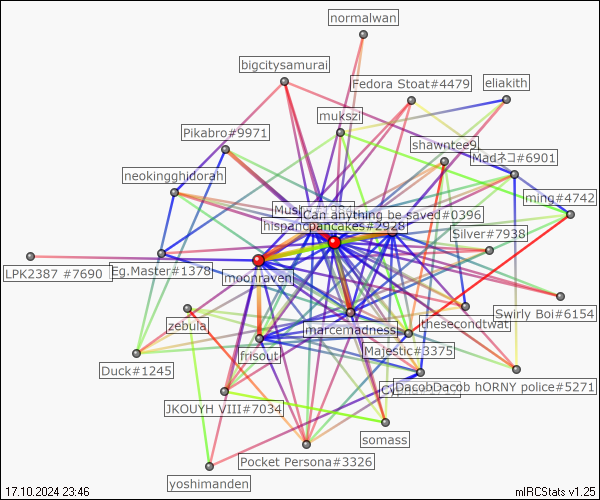 normalwan
bigcitysamurai
Fedora Stoat#4479
eliakith
mukszi
Pikabro#9971
shawntee9
Madネコ#6901
neokingghidorah
ming#4742
Can anything be saved#0396
hispanicpancakes#2928
Silver#7938
LPK2387 #7690
Eg.Master#1378
moonraven
Swirly Boi#6154
zebula
marcemadness
thesecondtwat
frisout
Majestic#3375
Duck#1245
DacobDacob hORNY police#5271
JKOUYH VIII#7034
somass
Pocket Persona#3326
yoshimanden
17.10.2024 23:46
mIRCStats v1.25